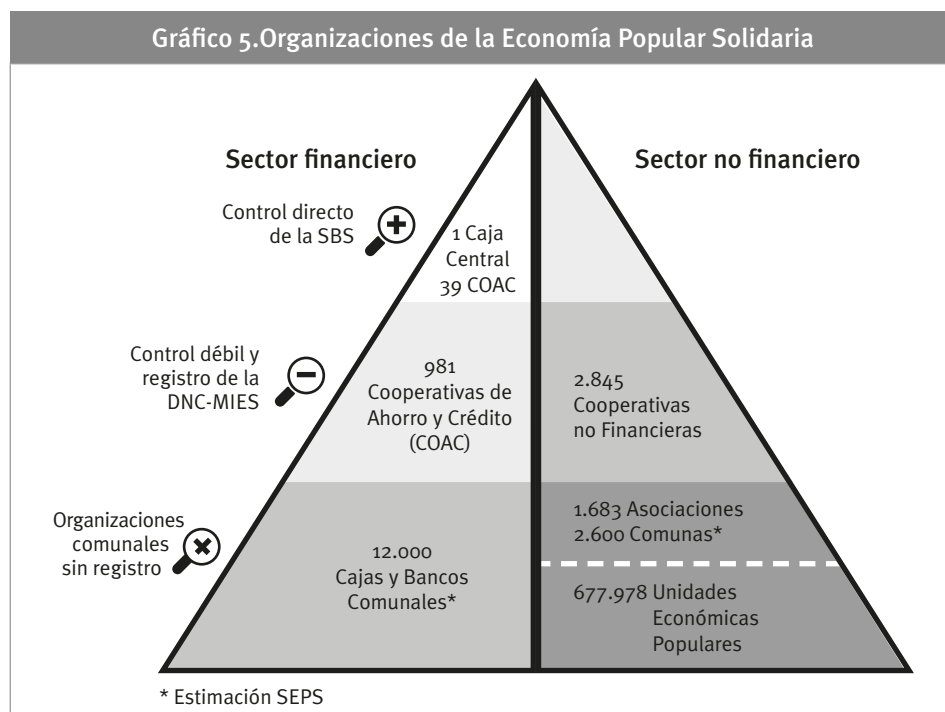 Gráfico 5.Organizaciones de la Economía Popular Solidaria
Sector financiero
Sector no financiero
Control directo
de la SBS
1 Caja
Central
39 COAC
Control débil y
registro de la
DNC-MIES
981
Cooperativas de
Ahorro y Crédito
(COAC)
2.845
Cooperativas
no Financieras
Organizaciones
comunales
sin registro
12.000
Cajas y Bancos
Comunales*
1.683 Asociaciones
2.600 Comunas*
677.978 Unidades
Económicas
Populares
* Estimación SEPS